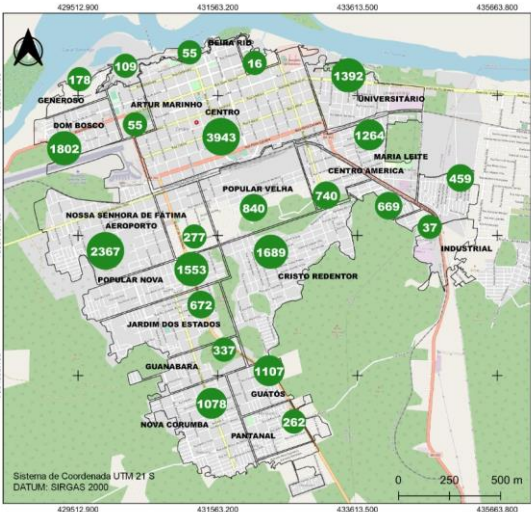 429512.900 431563.200 433613.500 435663.800
BEIRA RIO
55
109
16
178
1392
GENEROSO
ARTUR MARINHO
UNIVERSITÁRIO
CENTRO
DOM BOSCO
55
3943
1264
1802
MARIA LEITE
CENTRO AMERICA
459
POPULAR VELHA
740
840
669
NOSSA SENHORA DE FÁTIMA
AEROPORTO
37
277
2367
1689
INDUSTRIAL
1553
CRISTO REDENTOR
POPULAR NOVA
672
JARDIM DOS ESTADOS
337
GUANABARA
1107
GUATÓS
1078
262
NOVA CORUMBA
PANTANAL
Sistema de Coordenada UTM 21 S
DATUM: SIRGAS 2000
0 250 500 m
429512.900 431563.200 433613.500 435663.800